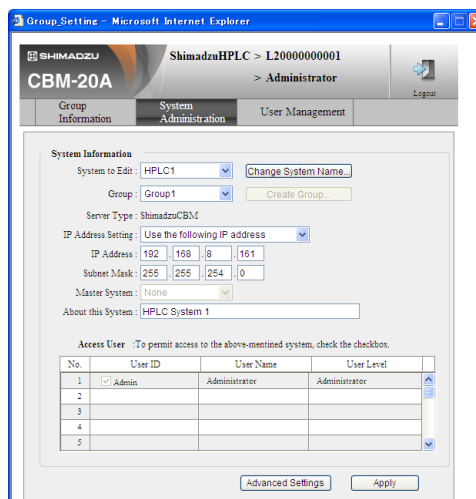 Group_Setting - Microsoft Internet Explorer
SHIMADZU
ShimadzuHPLC > L20000000001
CBM-20A
> Administrator
Logout
Group Information
System Administration
User Management
System Information
System to Edit : HPLC1 Change System Name...
Group : Group1 Create Group...
Server Type : ShimadzuCBM
IP Address Setting : Use the following IP address
IP Address : 192 . 168 . 8 . 161
Subnet Mask : 255 . 255 . 254 . 0
Master System : None
About this System : HPLC System 1
Access User :To permit access to the above-mentined system, check the checkbox.
No. User ID User Name User Level
1 Admin Administrator Administrator
2
3
4
5
Advanced Settings Apply